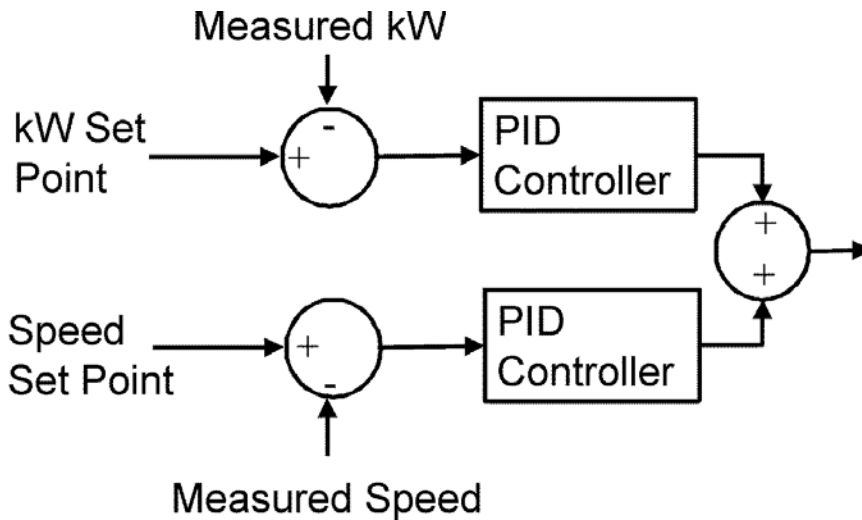 Measured kW
kW Set
Point
-
+
PID
Controller
+
+
Speed
Set Point
+
-
PID
Controller
Measured Speed